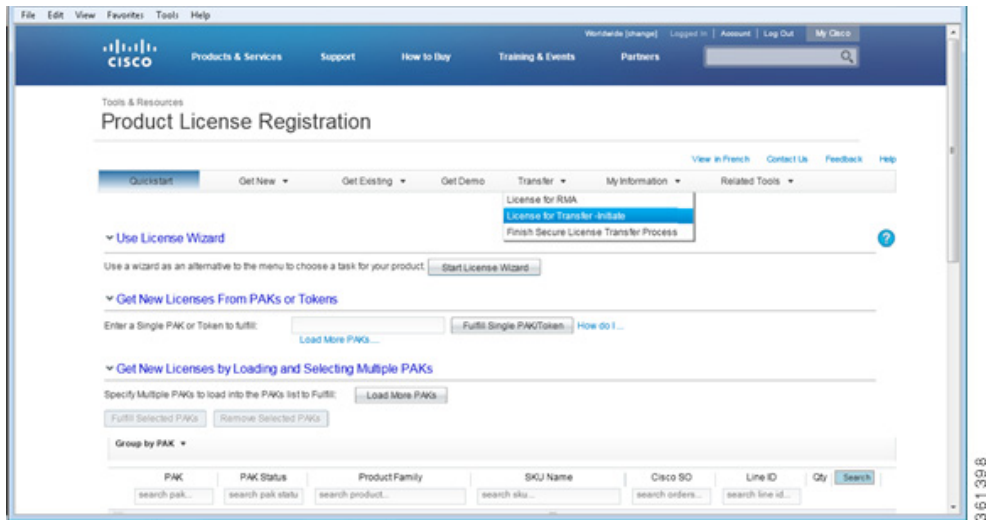 File Edit View Favorites Tools Help
Worldwide [change] Logged In | Account | Log Out My Cisco
CISCO
Products & Services Support How to Buy Training & Events Partners
Tools & Resources
Product License Registration
View in French Contact Us Feedback Help
Quickstart Get New Get Existing Get Demo Transfer My Information Related Tools
License for RMA
License for Transfer -Initiate
Finish Secure License Transfer Process
Use License Wizard
?
Use a wizard as an alternative to the menu to choose a task for your product. Start License Wizard
Get New Licenses From PAKs or Tokens
Enter a Single PAK or Token to fulfill: Fulfill Single PAK/Token How do I...
Load More PAKs...
Get New Licenses by Loading and Selecting Multiple PAKs
Specify Multiple PAKs to load into the PAKs list to Fulfill: Load More PAKs
Fulfill Selected PAKs Remove Selected PAKs
Group by PAK
PAK PAK Status Product Family SKU Name Cisco SO Line ID Qty Search
search pak... search pak statu search product... search sku... search orders... search line id...
361398